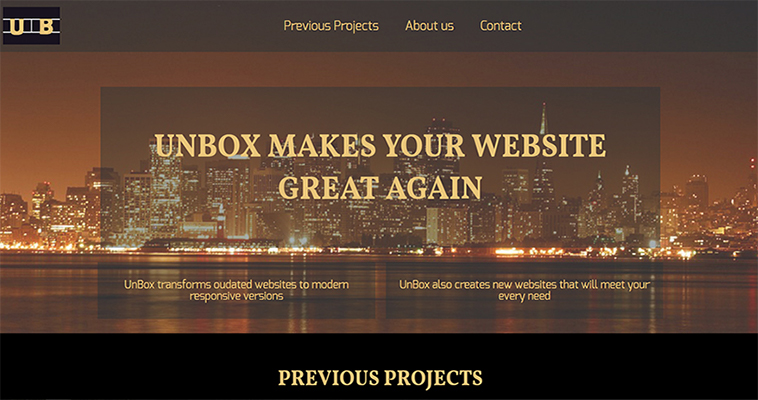 U B
Previous Projects About us Contact
UNBOX MAKES YOUR WEBSITE
GREAT AGAIN
UnBox transforms oudated websites to modern
responsive versions
UnBox also creates new websites that will meet your
every need
PREVIOUS PROJECTS